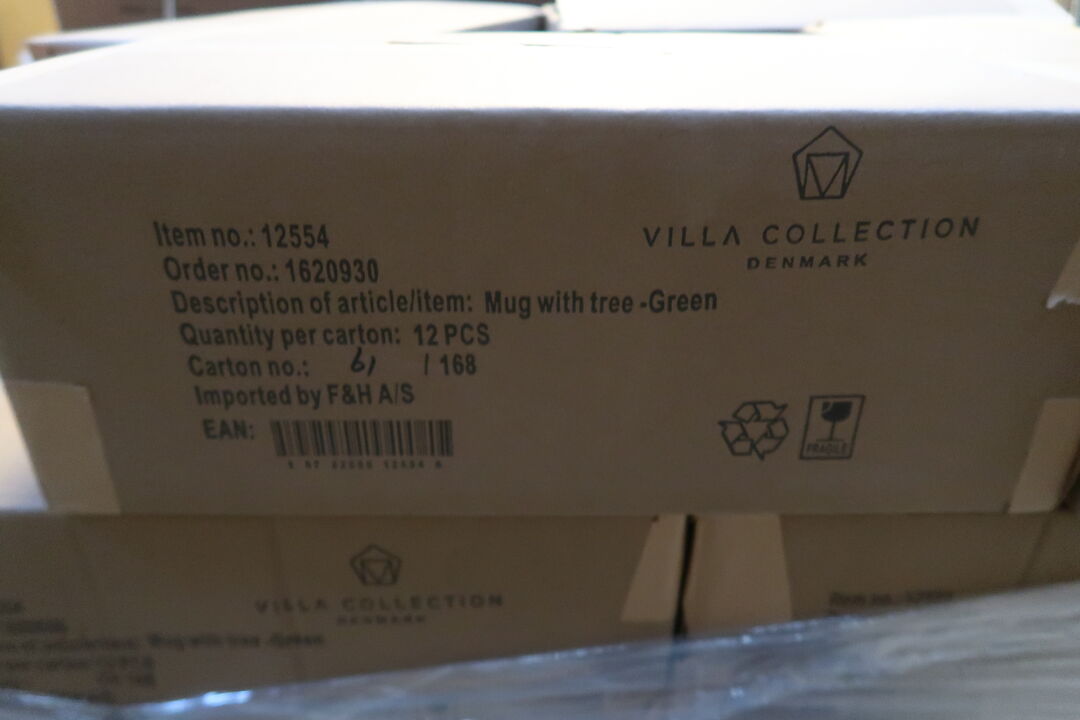 VILLA COLLECTION
DENMARK
Item no.: 12554
Order no.: 1620930
Description of article/item: Mug with tree -Green
Quantity per carton: 12 PCS
Carton no.: 61 / 168
Imported by F&H A/S
EAN:
FRAGILE
VILLA COLLECTION
DENMARK
Mug with tree -Green